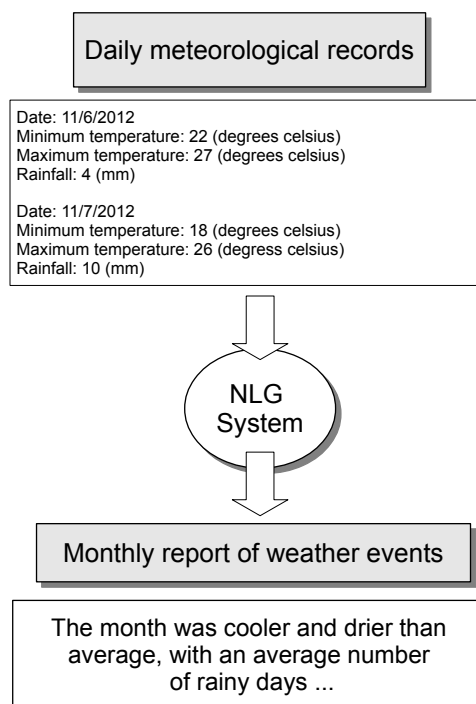 Daily meteorological records
Date: 11/6/2012
Minimum temperature: 22 (degrees celsius)
Maximum temperature: 27 (degrees celsius)
Rainfall: 4 (mm)
Date: 11/7/2012
Minimum temperature: 18 (degrees celsius)
Maximum temperature: 26 (degress celsius)
Rainfall: 10 (mm)
NLG
System
Monthly report of weather events
The month was cooler and drier than
average, with an average number
of rainy days ...